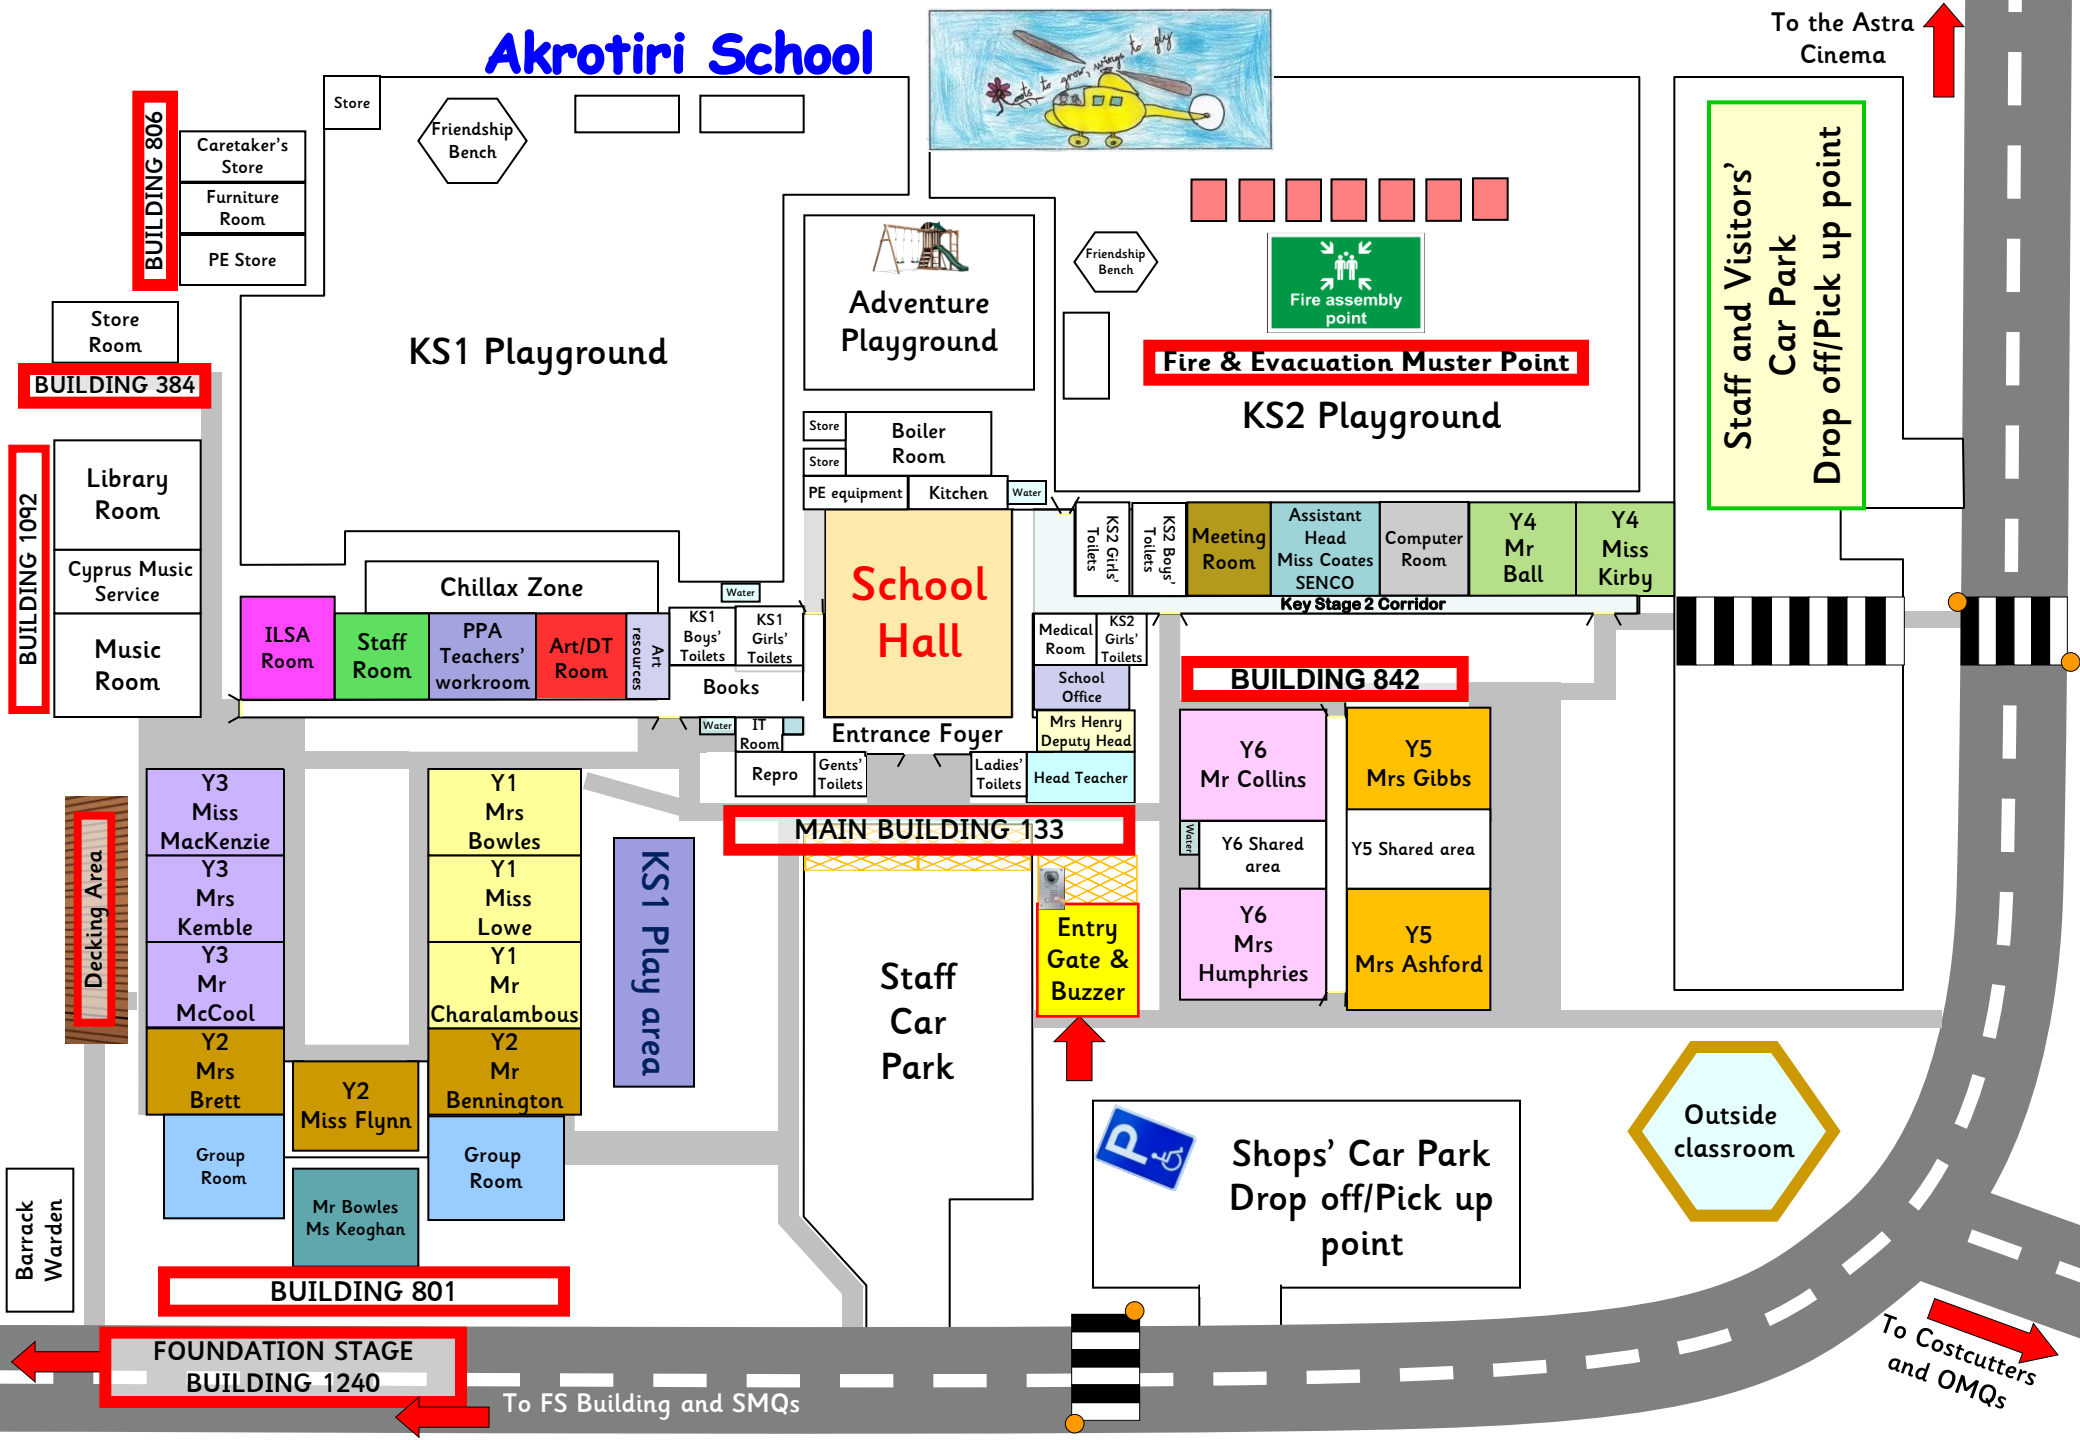 Akrotiri School
Roots to grow, wings to fly
To the Astra
Cinema
BUILDING 806
Caretaker's
Store
Furniture
Room
PE Store
Store
Friendship
Bench
KS1 Playground
Adventure
Playground
Friendship
Bench
Fire assembly
point
Fire & Evacuation Muster Point
KS2 Playground
Staff and Visitors'
Car Park
Drop off/Pick up point
Store
Room
BUILDING 384
BUILDING 1092
Library
Room
Cyprus Music
Service
Music
Room
Chillax Zone
Store
Store
Boiler
Room
PE equipment
Kitchen
Water
School
Hall
KS2 Girls'
Toilets
KS2 Boys'
Toilets
Meeting
Room
Assistant
Head
Miss Coates
SENCO
Computer
Room
Y4
Mr
Ball
Y4
Miss
Kirby
Key Stage 2 Corridor
ILSA
Room
Staff
Room
PPA
Teachers'
workroom
Art/DT
Room
Art
resources
Water
KS1
Boys'
Toilets
KS1
Girls'
Toilets
Books
Water
IT
Room
Repro
Gents'
Toilets
Entrance Foyer
Ladies'
Toilets
Medical
Room
KS2
Girls'
Toilets
School
Office
Mrs Henry
Deputy Head
Head Teacher
MAIN BUILDING 133
BUILDING 842
Y6
Mr Collins
Y5
Mrs Gibbs
Water
Y6 Shared
area
Y5 Shared area
Y6
Mrs
Humphries
Y5
Mrs Ashford
Decking Area
Y3
Miss
MacKenzie
Y3
Mrs
Kemble
Y3
Mr
McCool
Y2
Mrs
Brett
Group
Room
Y2
Miss Flynn
Mr Bowles
Ms Keoghan
Y1
Mrs
Bowles
Y1
Miss
Lowe
Y1
Mr
Charalambous
Y2
Mr
Bennington
Group
Room
KS1 Play area
Staff
Car
Park
Entry
Gate &
Buzzer
P
Shops' Car Park
Drop off/Pick up
point
Outside
classroom
Barrack
Warden
BUILDING 801
FOUNDATION STAGE
BUILDING 1240
To FS Building and SMQs
To Costcutters
and OMQs